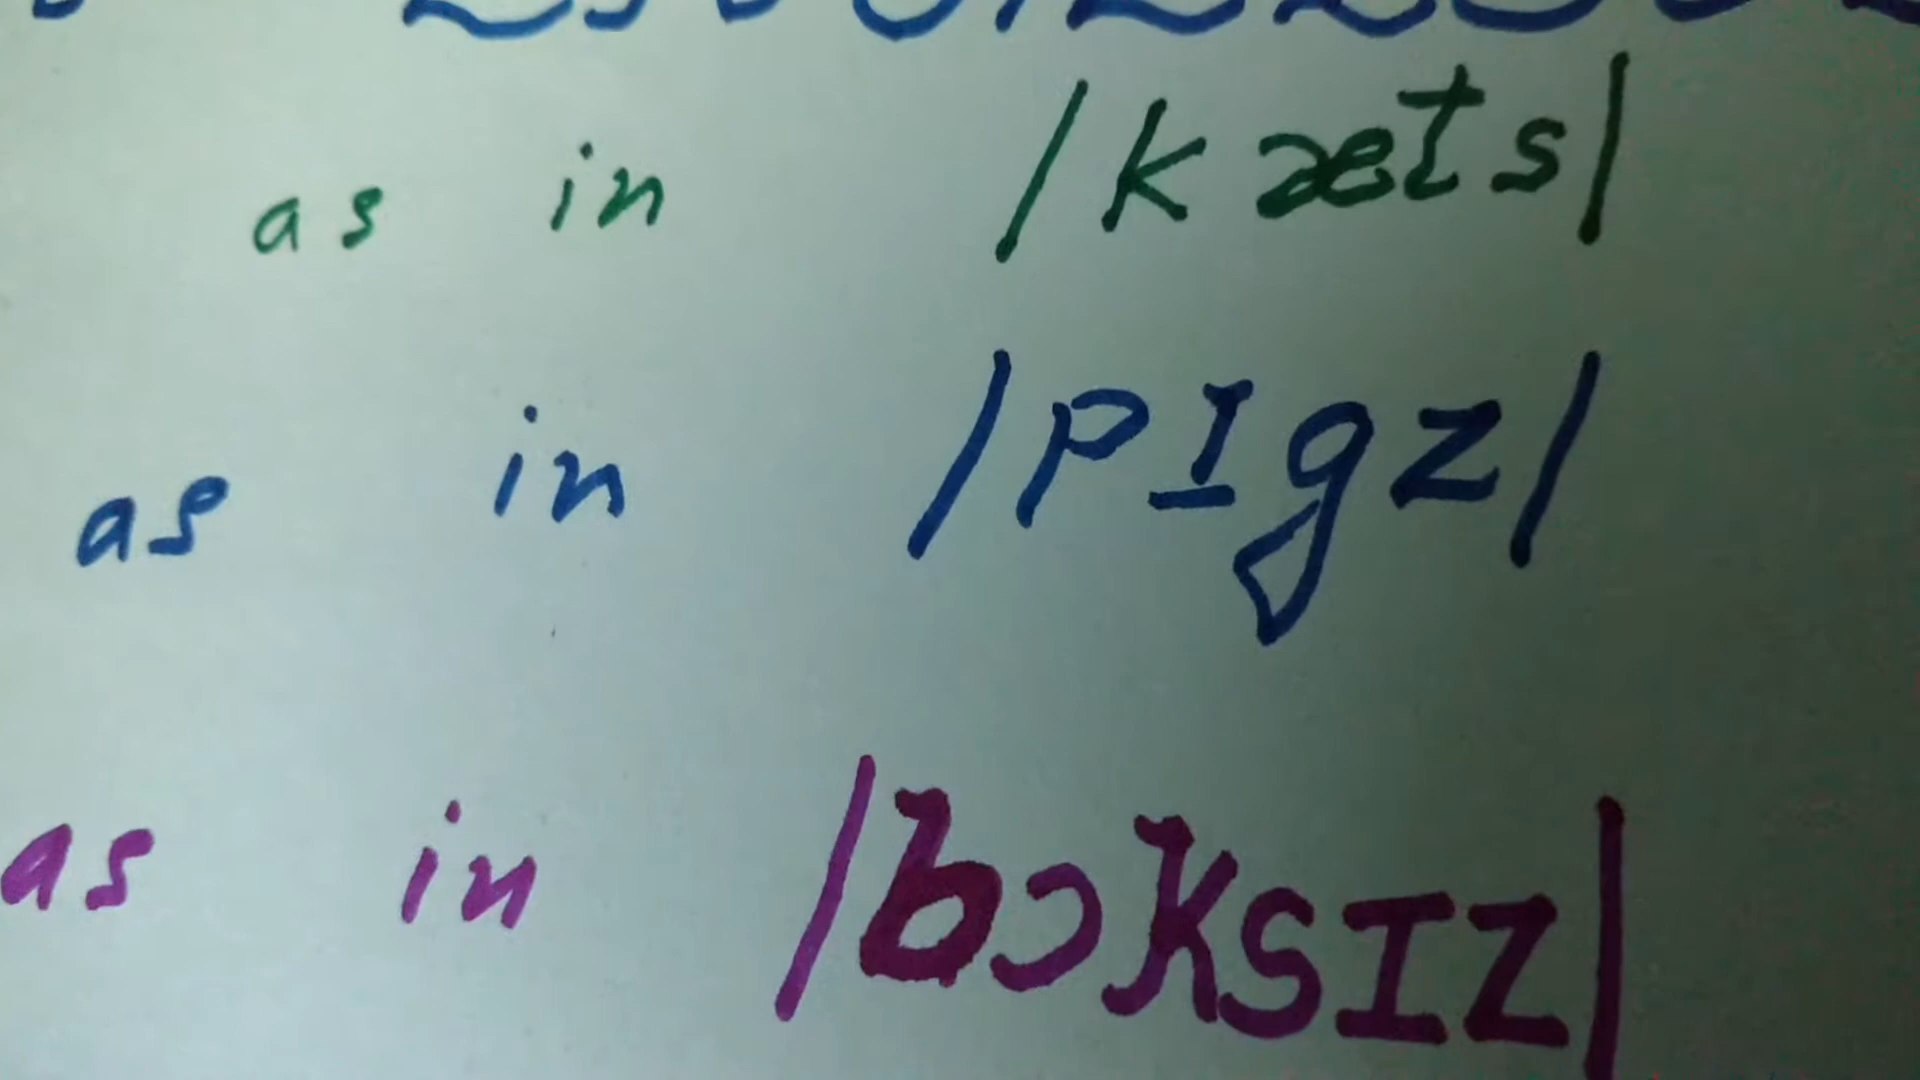 as in /kæts/
as in /pɪgz/
as in /bɔksɪz/